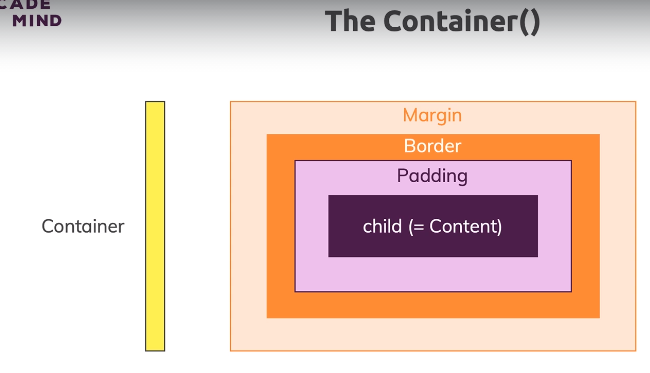 CADE
MIND
The Container()
Margin
Border
Padding
Container
child (= Content)